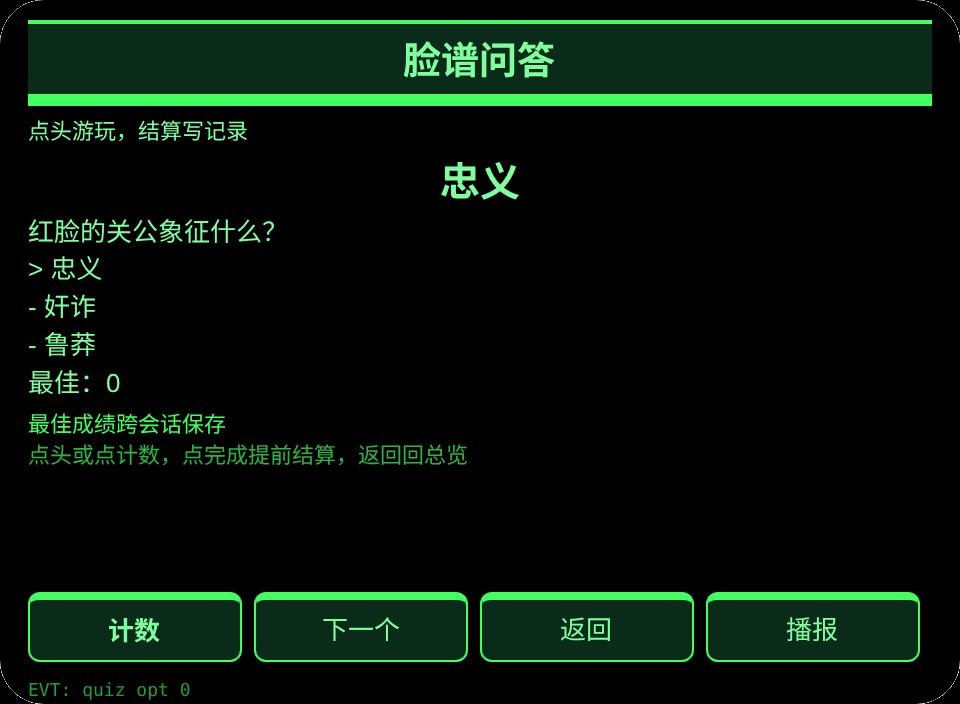 脸谱问答
点头游玩，结算写记录
忠义
红脸的关公象征什么？
> 忠义
- 奸诈
- 鲁莽
最佳：0
最佳成绩跨会话保存
点头或点计数，点完成提前结算，返回回总览
计数
下一个
返回
播报
EVT: quiz opt 0